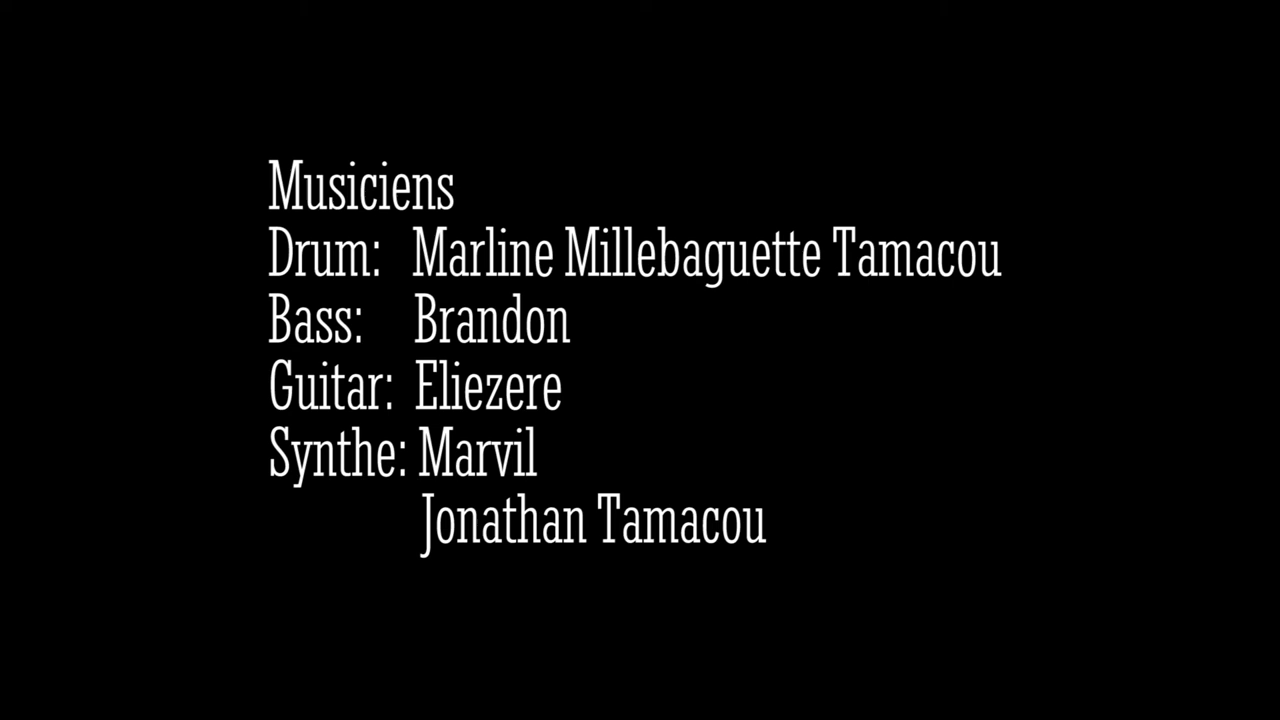 Musiciens
Drum: Marline Millebaguette Tamacou
Bass: Brandon
Guitar: Eliezere
Synthe: Marvil
Jonathan Tamacou